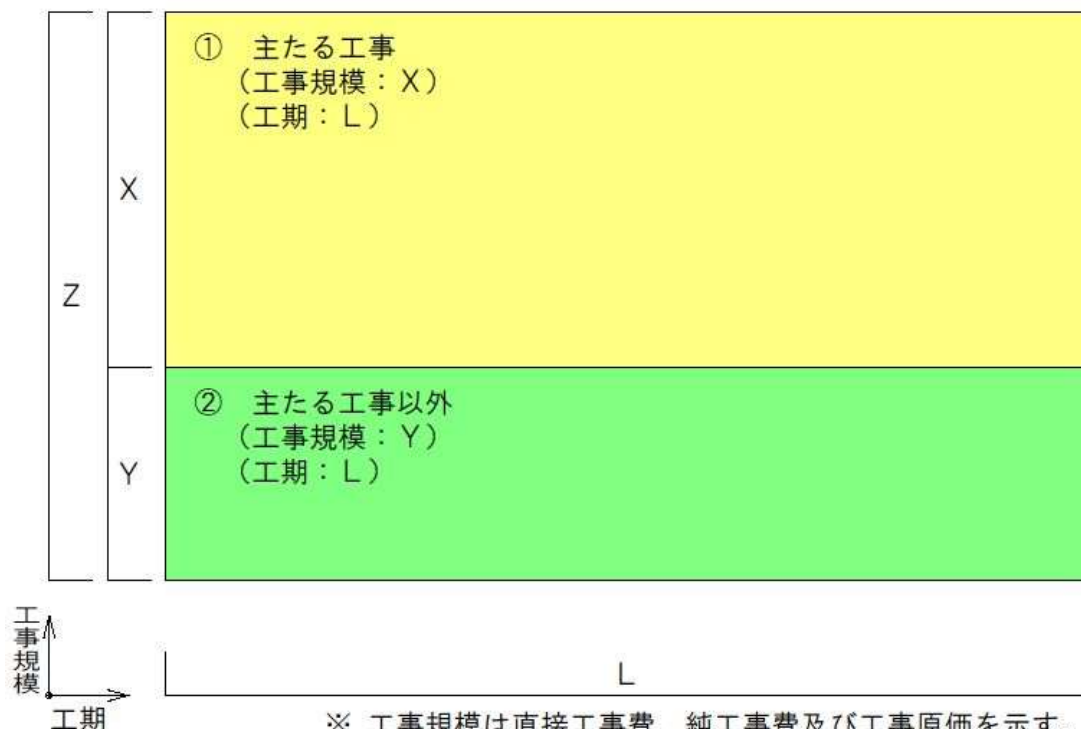 ① 主たる工事
(工事規模：X)
(工期：L)
X
Z
② 主たる工事以外
(工事規模：Y)
(工期：L)
Y
工事規模
L
工期
※ 工事規模は直接工事費、純工事費及び工事原価を示す。